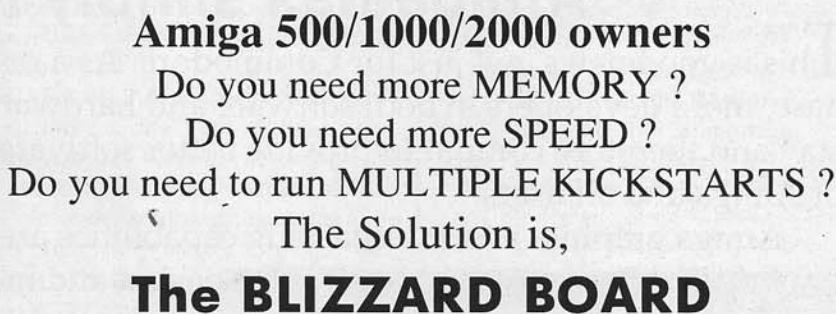 Amiga 500/1000/2000 owners
Do you need more MEMORY ?
Do you need more SPEED ?
Do you need to run MULTIPLE KICKSTARTS ?
The Solution is,
The BLIZZARD BOARD